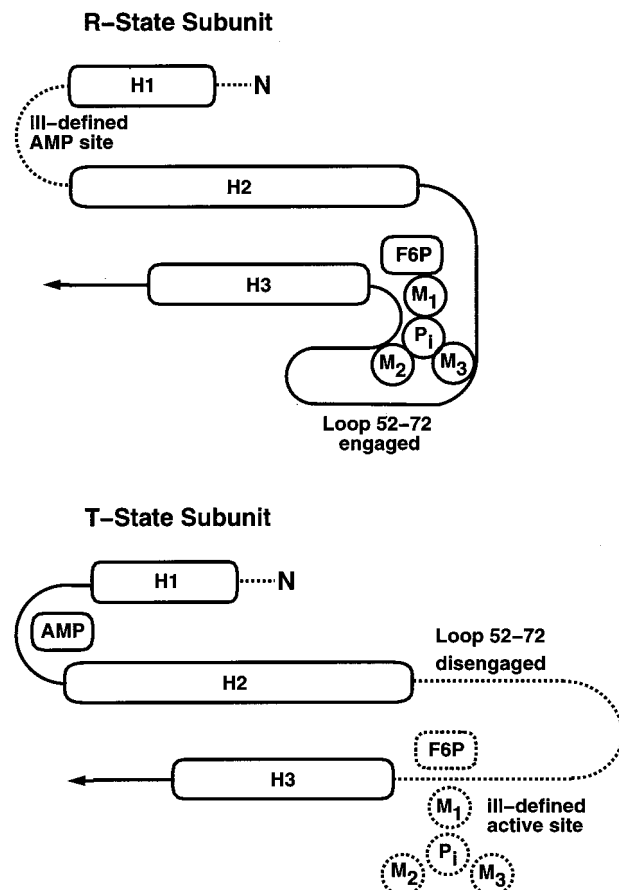 R–State Subunit
H1
N
ill–defined
AMP site
H2
F6P
H3
M1
Pi
M2
M3
Loop 52–72
engaged
T–State Subunit
H1
N
AMP
Loop 52–72
disengaged
H2
F6P
H3
M1
ill–defined
active site
Pi
M2
M3